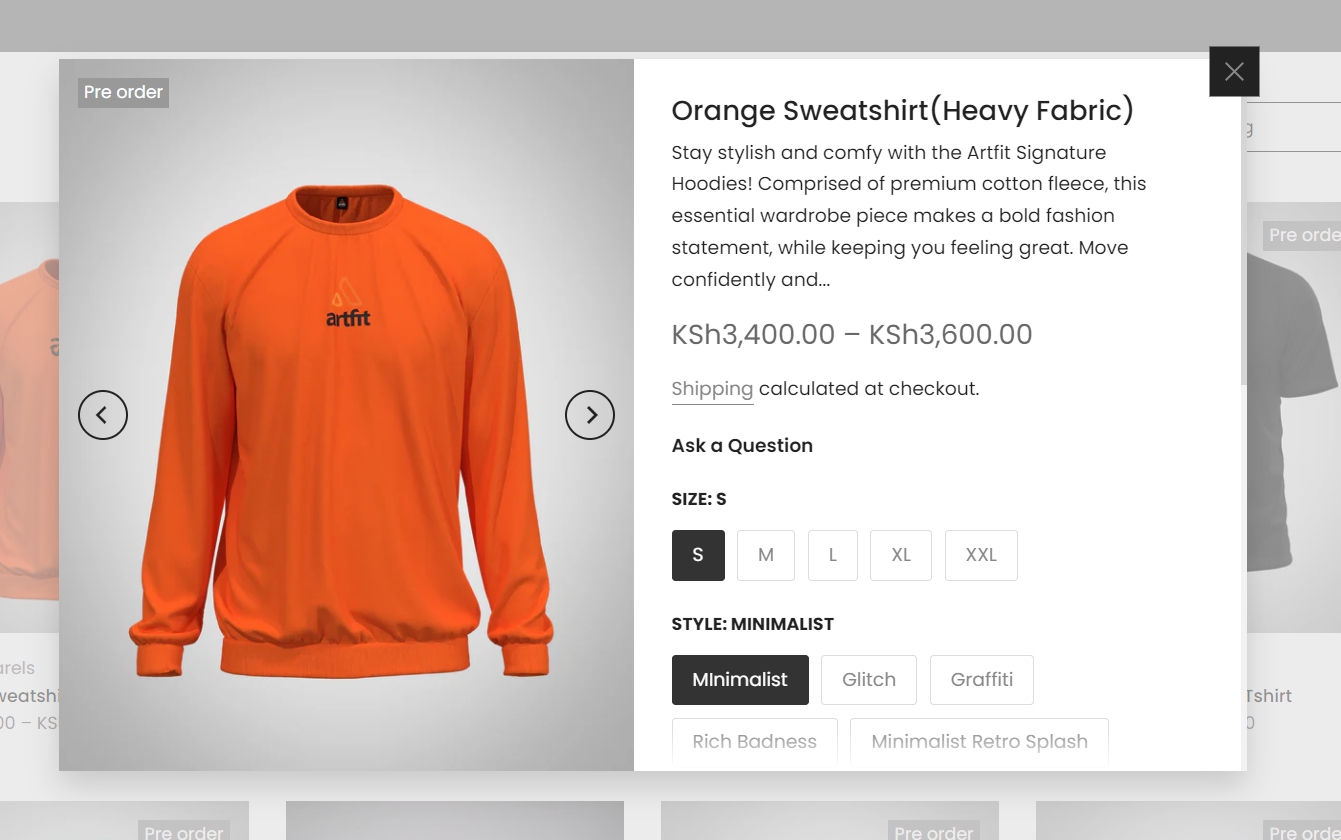 Pre order
artfit
Orange Sweatshirt(Heavy Fabric)
Stay stylish and comfy with the Artfit Signature
Hoodies! Comprised of premium cotton fleece, this
essential wardrobe piece makes a bold fashion
statement, while keeping you feeling great. Move
confidently and...
KSh3,400.00 – KSh3,600.00
Shipping calculated at checkout.
Ask a Question
SIZE: S
S M L XL XXL
STYLE: MINIMALIST
MInimalist Glitch Graffiti
Rich Badness Minimalist Retro Splash
Pre orde
arels
weatshi
00 – KS
Tshirt
0
Pre order
Pre order
Pre order